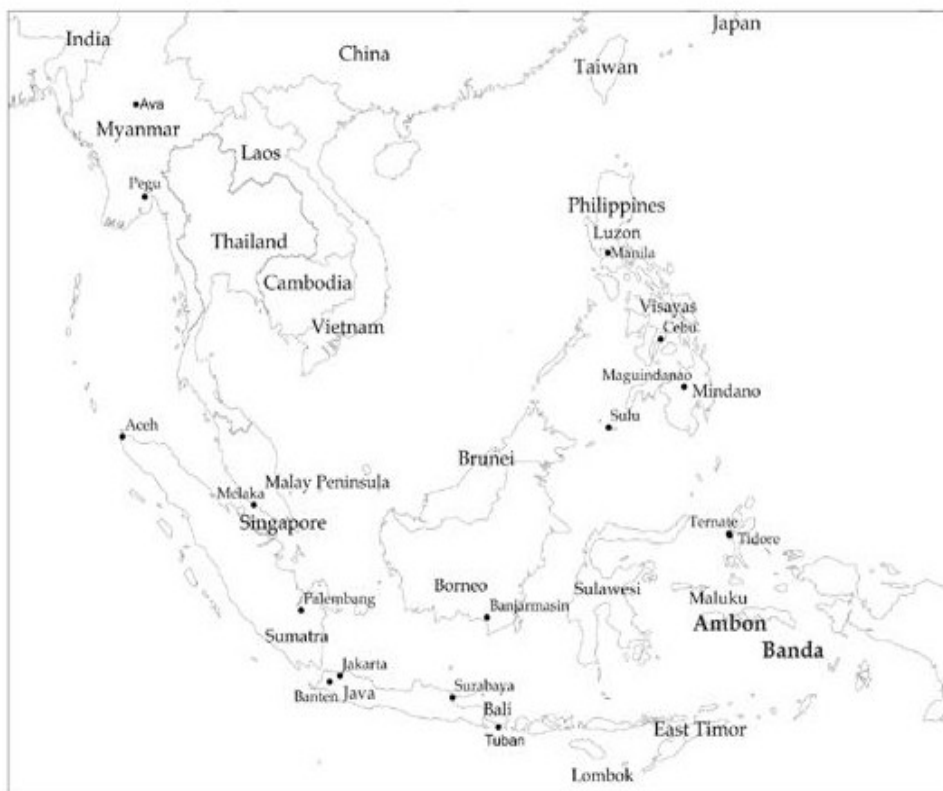 Japan
India
China
Taiwan
Ava
Myanmar
Laos
Pegu
Philippines
Luzon
Thailand
Manila
Cambodia
Visayas
Vietnam
Cebu
Maguindanao
Mindano
Sulu
Aceh
Brunei
Malay Peninsula
Melaka
Singapore
Ternate
Tidore
Borneo
Sulawesi
Maluku
Palembang
Banjarmasin
Ambon
Sumatra
Banda
Jakarta
Banten
Java
Surabaya
Bali
East Timor
Tuban
Lombok